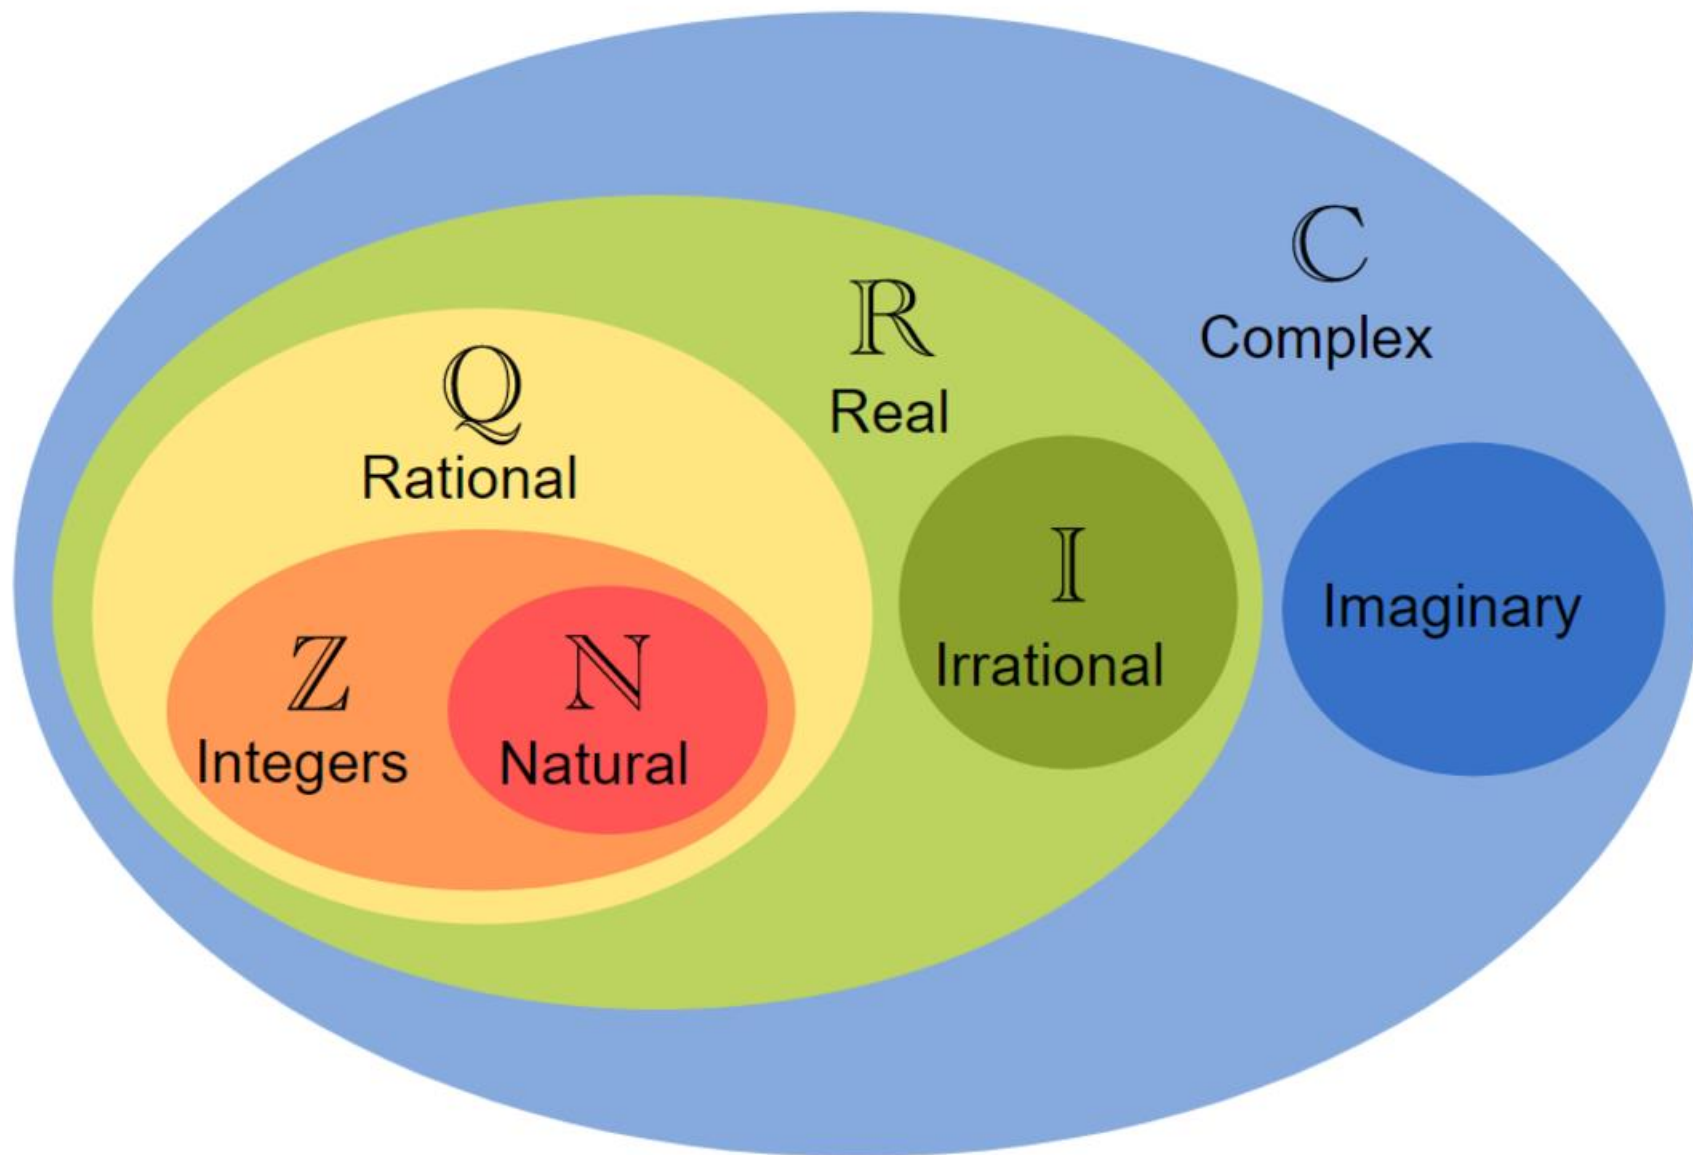 ℂ
Complex
ℝ
Real
ℚ
Rational
𝕀
Irrational
Imaginary
ℤ
Integers
ℕ
Natural